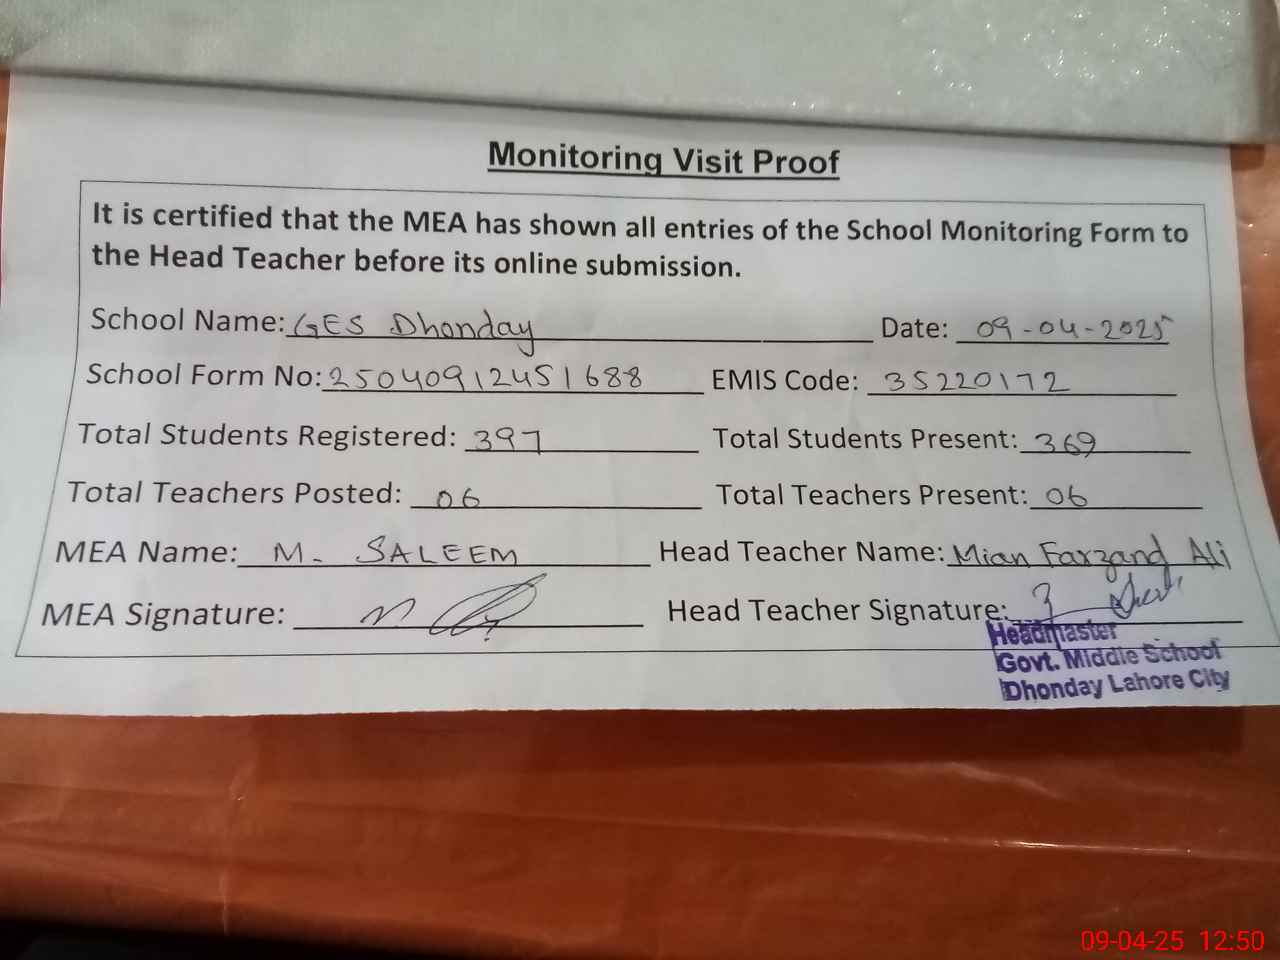 Monitoring Visit Proof
It is certified that the MEA has shown all entries of the School Monitoring Form to
the Head Teacher before its online submission.
School Name: GES Dhonday Date: 09-04-2025
School Form No: 25040912451688 EMIS Code: 35220172
Total Students Registered: 397 Total Students Present: 369
Total Teachers Posted: 06 Total Teachers Present: 06
MEA Name: M. SALEEM Head Teacher Name: Mian Farzand Ali
MEA Signature: Head Teacher Signature:
Headmaster
Govt. Middle School
Dhonday Lahore City
09-04-25 12:50